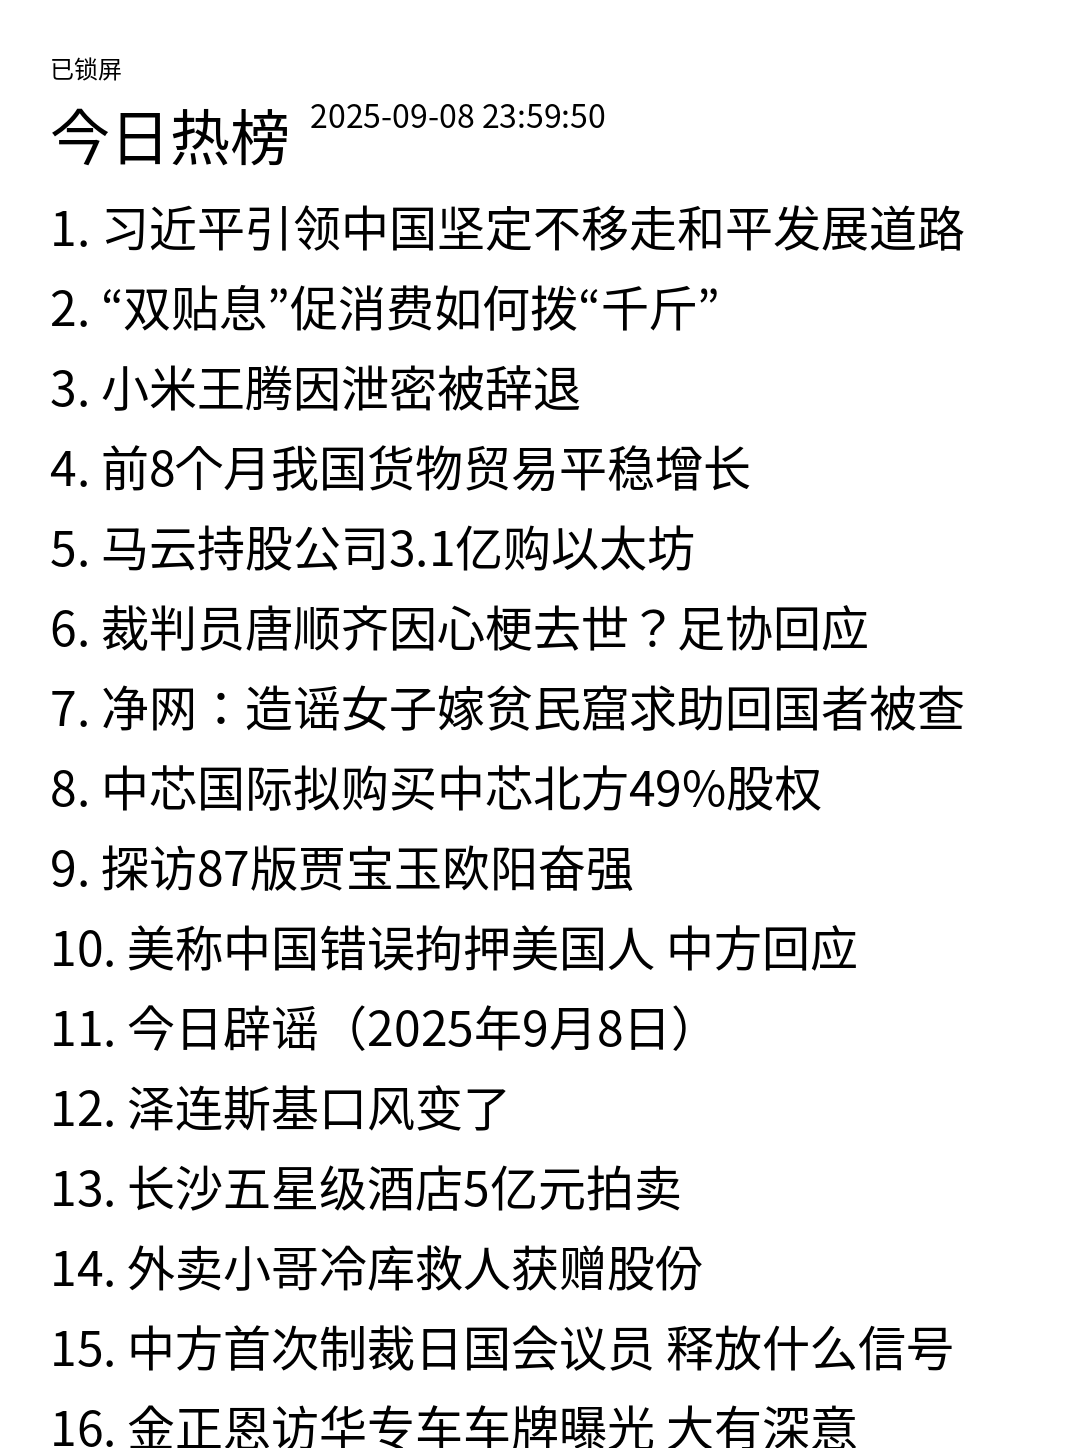 已锁屏
今日热榜 2025-09-08 23:59:50
1. 习近平引领中国坚定不移走和平发展道路
2. “双贴息”促消费如何拨“千斤”
3. 小米王腾因泄密被辞退
4. 前8个月我国货物贸易平稳增长
5. 马云持股公司3.1亿购以太坊
6. 裁判员唐顺齐因心梗去世？足协回应
7. 净网：造谣女子嫁贫民窟求助回国者被查
8. 中芯国际拟购买中芯北方49%股权
9. 探访87版贾宝玉欧阳奋强
10. 美称中国错误拘押美国人 中方回应
11. 今日辟谣（2025年9月8日）
12. 泽连斯基口风变了
13. 长沙五星级酒店5亿元拍卖
14. 外卖小哥冷库救人获赠股份
15. 中方首次制裁日国会议员 释放什么信号
16. 金正恩访华专车车牌曝光 大有深意